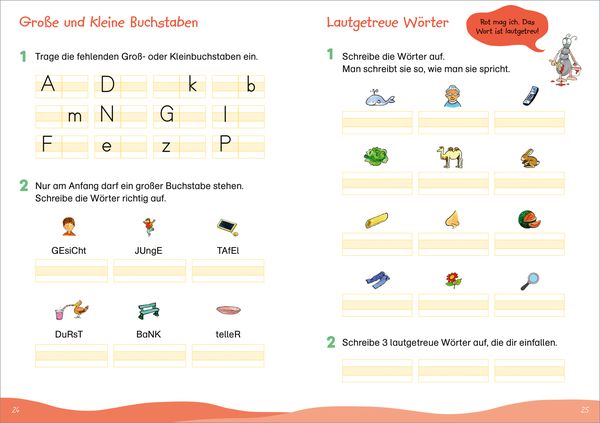 Große und kleine Buchstaben
1 Trage die fehlenden Groß- oder Kleinbuchstaben ein.
A D k b
m N G I
F e z P
2 Nur am Anfang darf ein großer Buchstabe stehen.
Schreibe die Wörter richtig auf.
GEsiCht JUngE TAfEl
DuRsT BaNK telleR
24
Lautgetreue Wörter
Rot mag ich. Das
Wort ist lautgetreu!
1 Schreibe die Wörter auf.
Man schreibt sie so, wie man sie spricht.
2 Schreibe 3 lautgetreue Wörter auf, die dir einfallen.
25